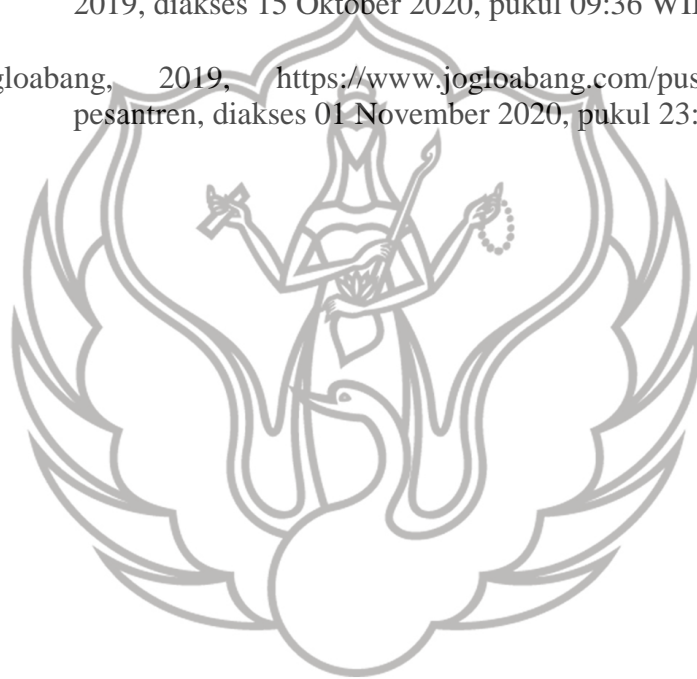 2019, diakses 15 Oktober 2020, pukul 09:36
gloabang, 2019, https://www.jogloabang.com/pus
pesantren, diakses 01 November 2020, pukul 23: